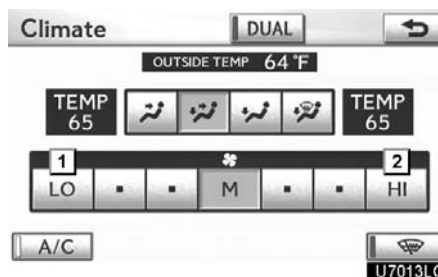 Climate DUAL
OUTSIDE TEMP 64°F
TEMP 65 TEMP 65
1 2
LO M HI
A/C
U7013LC